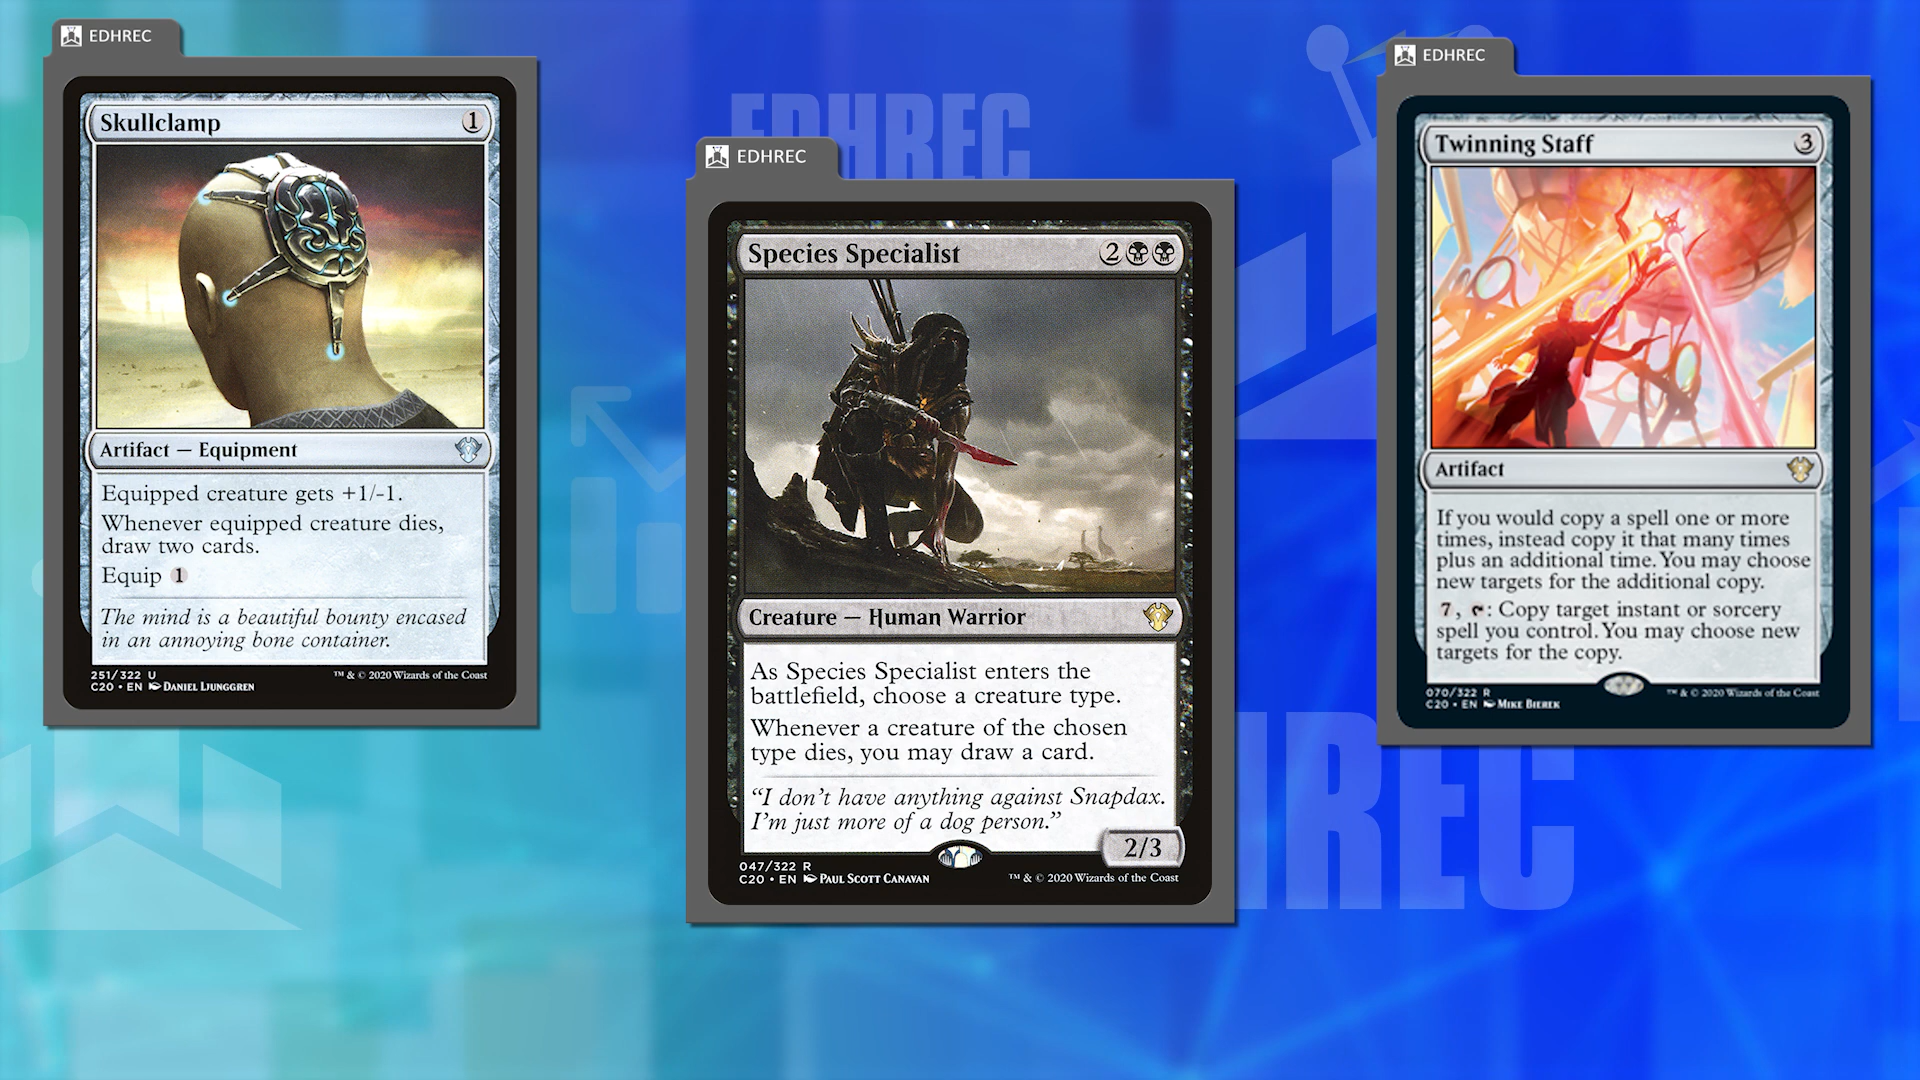 EDHREC
Skullclamp 1
Artifact — Equipment
Equipped creature gets +1/-1.
Whenever equipped creature dies,
draw two cards.
Equip 1
The mind is a beautiful bounty encased
in an annoying bone container.
251/322 U
C20 • EN Daniel Ljunggren
™ & © 2020 Wizards of the Coast
EDHREC
EDHREC
Species Specialist 2
Creature — Human Warrior
As Species Specialist enters the
battlefield, choose a creature type.
Whenever a creature of the chosen
type dies, you may draw a card.
“I don’t have anything against Snapdax.
I’m just more of a dog person.”
2/3
047/322 R
C20 • EN Paul Scott Canavan
™ & © 2020 Wizards of the Coast
EDHREC
Twinning Staff 3
Artifact
If you would copy a spell one or more
times, instead copy it that many times
plus an additional time. You may choose
new targets for the additional copy.
7, : Copy target instant or sorcery
spell you control. You may choose new
targets for the copy.
070/322 R
C20 • EN Mike Bierek
™ & © 2020 Wizards of the Coast
HREC